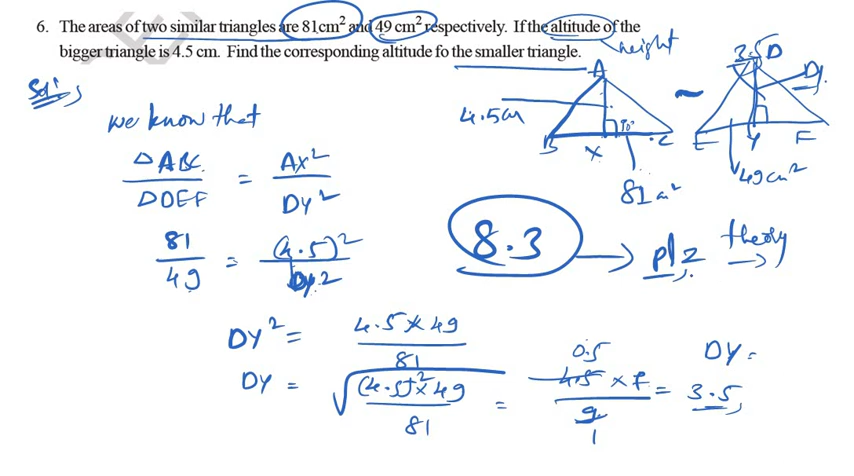 6. The areas of two similar triangles are 81cm² and 49 cm² respectively. If the altitude of the
bigger triangle is 4.5 cm. Find the corresponding altitude fo the smaller triangle.
height
Sol:
we know that
ΔABC / DDEF = Ax² / Dy²
81 / 49 = (4.5)² / Dy2
DY² = 4.5 × 49 / 81
DY = √((4.5)² × 49 / 81) = 4.5 × 7 / 9 = 3.5
0.5
1
DY =
A
4.5cm
B X C
90°
81 cm²
~
3.5 D
Dy
E Y F
49 cm²
8.3 → plz theory →